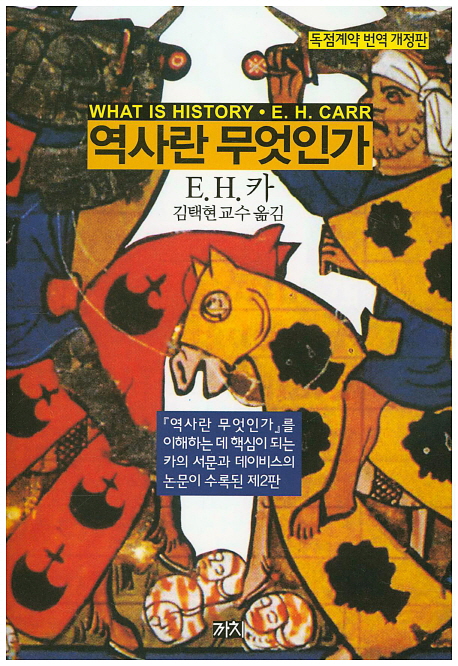 독점계약 번역 개정판
WHAT IS HISTORY • E. H. CARR
역사란 무엇인가
E. H. 카
김택현 교수 옮김
『역사란 무엇인가』를
이해하는 데 핵심이 되는
카의 서문과 데이비스의
논문이 수록된 제2판
까치